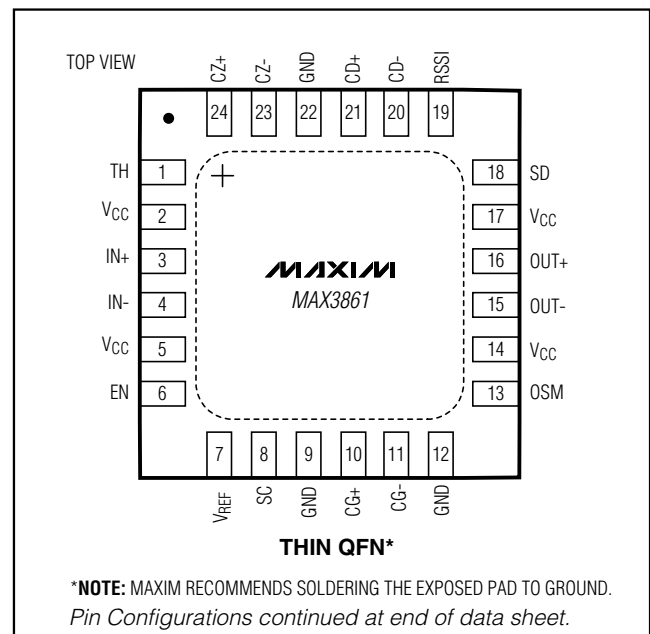 TOP VIEW
CZ+ CZ- GND CD+ CD- RSSI
24 23 22 21 20 19
TH 1 18 SD
VCC 2 17 VCC
IN+ 3 16 OUT+
MAXIM
MAX3861
IN- 4 15 OUT-
VCC 5 14 VCC
EN 6 13 OSM
7 8 9 10 11 12
VREF SC GND CG+ CG- GND
THIN QFN*
*NOTE: MAXIM RECOMMENDS SOLDERING THE EXPOSED PAD TO GROUND.
Pin Configurations continued at end of data sheet.